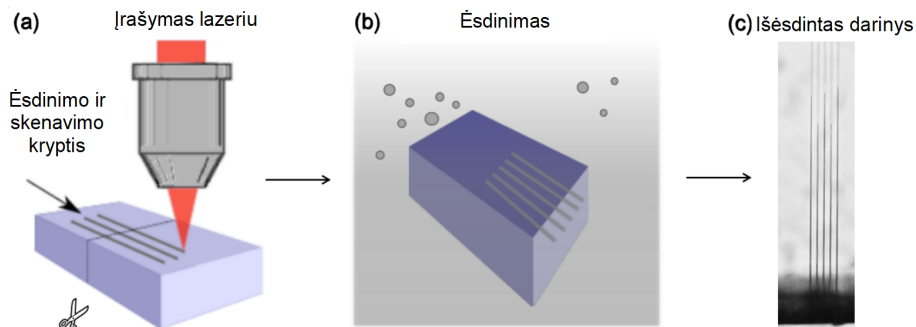 (a)
Įrašymas lazeriu
(b)
Ėsdinimas
(c) Išėsdintas darinys
Ėsdinimo ir
skenavimo
kryptis